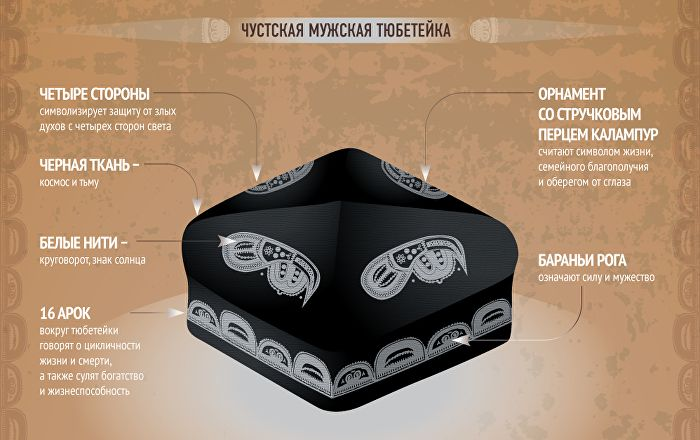 ЧУСТСКАЯ МУЖСКАЯ ТЮБЕТЕЙКА
ЧЕТЫРЕ СТОРОНЫ
символизирует защиту от злых
духов с четырех сторон света
ЧЕРНАЯ ТКАНЬ –
космос и тьму
БЕЛЫЕ НИТИ –
круговорот, знак солнца
16 АРОК
вокруг тюбетейки
говорят о цикличности
жизни и смерти,
а также сулят богатство
и жизнеспособность
ОРНАМЕНТ
СО СТРУЧКОВЫМ
ПЕРЦЕМ КАЛАМПУР
считают символом жизни,
семейного благополучия
и оберегом от сглаза
БАРАНЬИ РОГА
означают силу и мужество